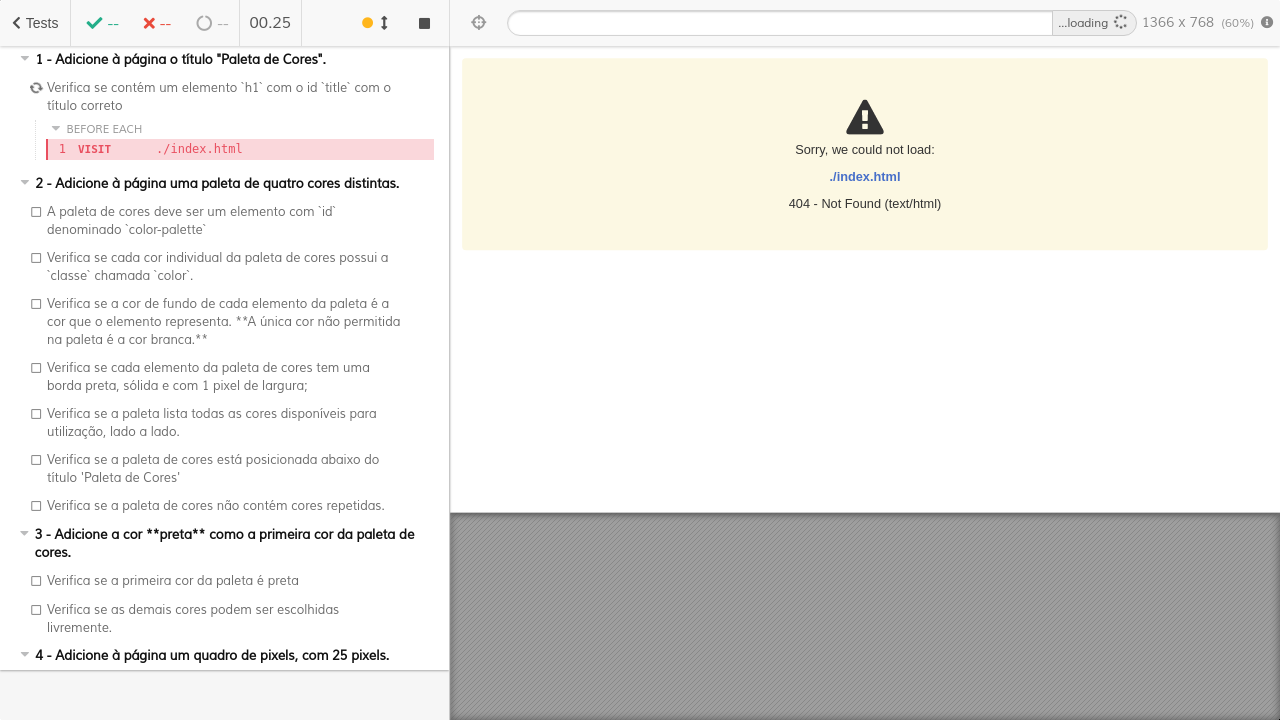 Tests
--
--
--
00.25
...loading
1366 x 768 (60%)
1 - Adicione à página o título "Paleta de Cores".
Verifica se contém um elemento `h1` com o id `title` com o
título correto
BEFORE EACH
1 VISIT ./index.html
2 - Adicione à página uma paleta de quatro cores distintas.
A paleta de cores deve ser um elemento com `id`
denominado `color-palette`
Verifica se cada cor individual da paleta de cores possui a
`classe` chamada `color`.
Verifica se a cor de fundo de cada elemento da paleta é a
cor que o elemento representa. **A única cor não permitida
na paleta é a cor branca.**
Verifica se cada elemento da paleta de cores tem uma
borda preta, sólida e com 1 pixel de largura;
Verifica se a paleta lista todas as cores disponíveis para
utilização, lado a lado.
Verifica se a paleta de cores está posicionada abaixo do
título 'Paleta de Cores'
Verifica se a paleta de cores não contém cores repetidas.
3 - Adicione a cor **preta** como a primeira cor da paleta de
cores.
Verifica se a primeira cor da paleta é preta
Verifica se as demais cores podem ser escolhidas
livremente.
4 - Adicione à página um quadro de pixels, com 25 pixels.
Sorry, we could not load:
./index.html
404 - Not Found (text/html)